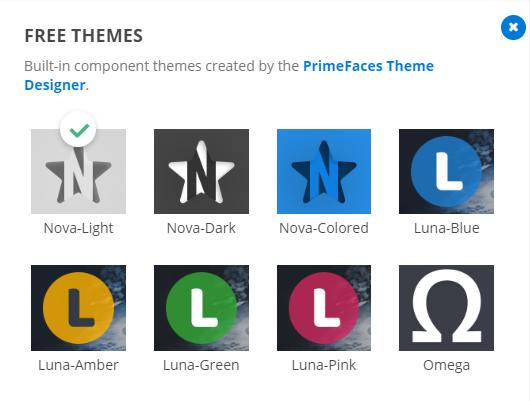 FREE THEMES
Built-in component themes created by the PrimeFaces Theme
Designer.
N N N L
Nova-Light Nova-Dark Nova-Colored Luna-Blue
L L L Ω
Luna-Amber Luna-Green Luna-Pink Omega